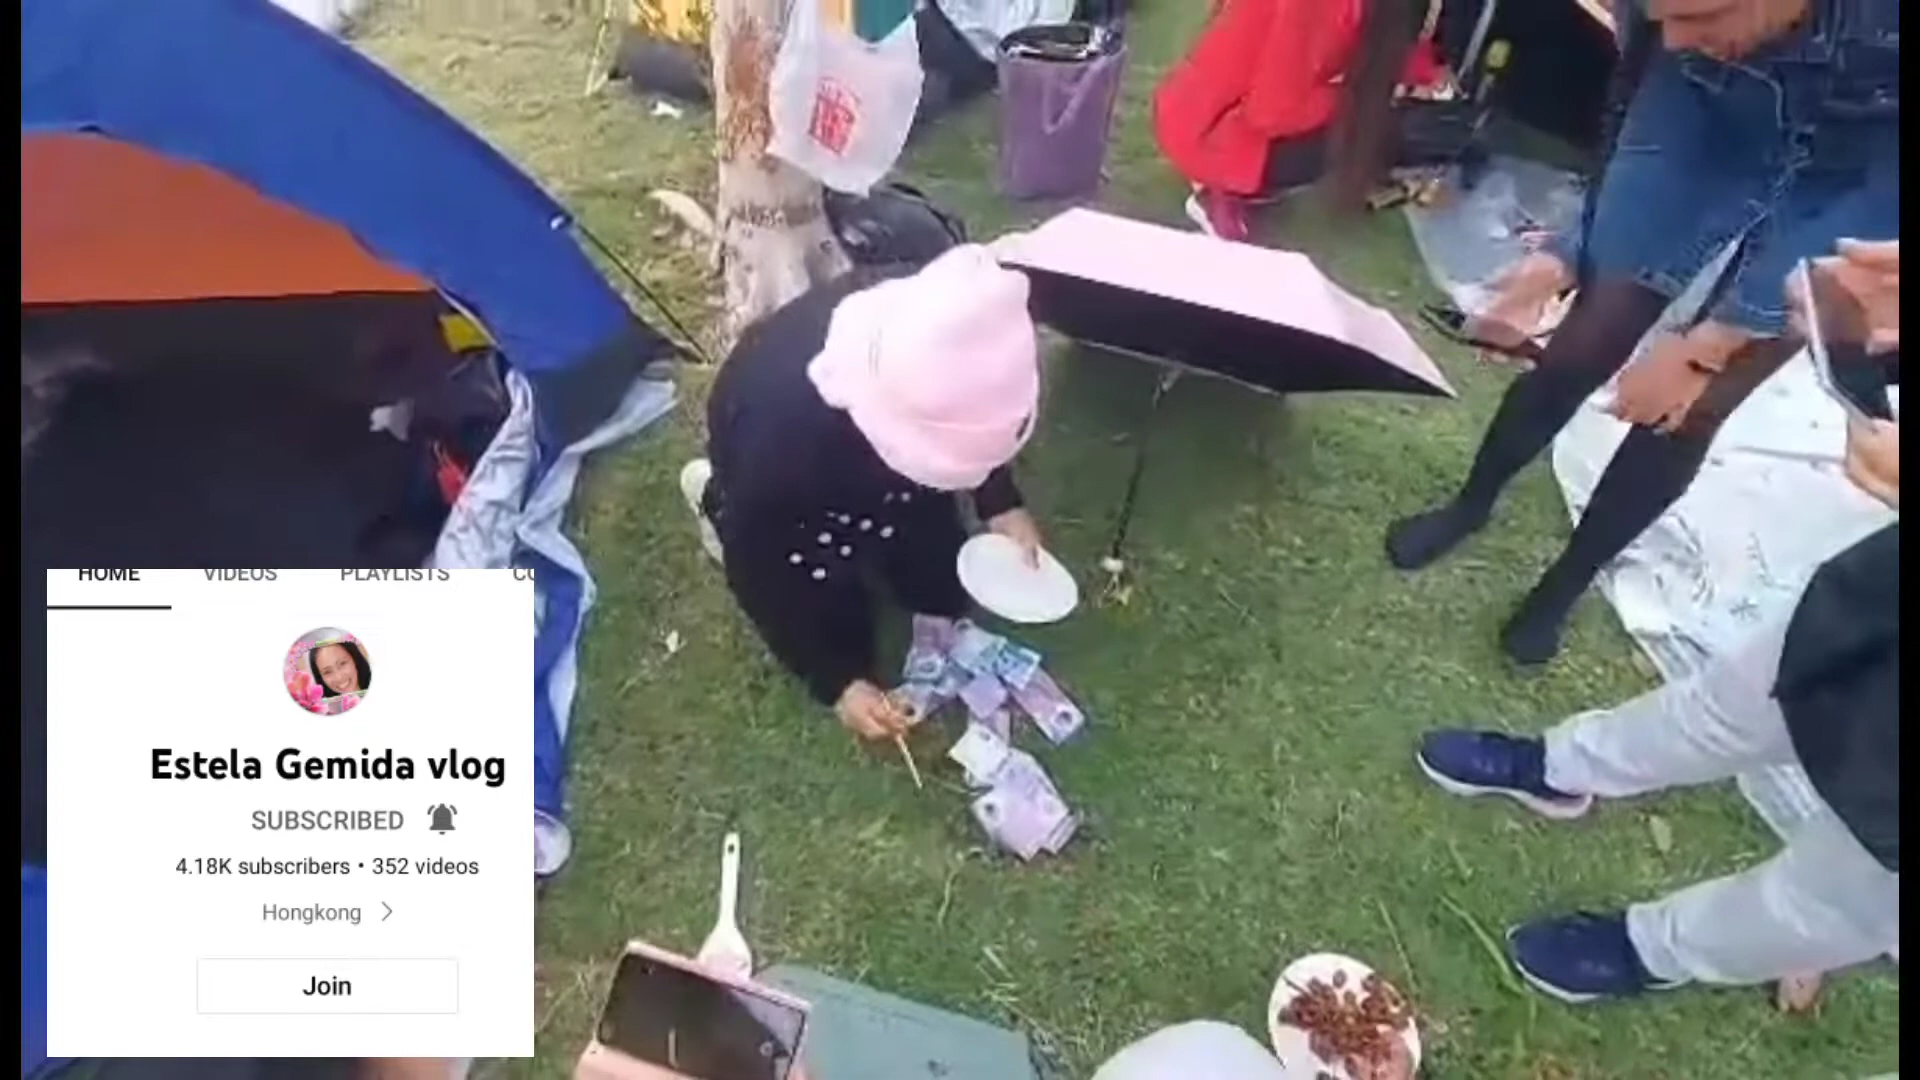 HOME VIDEOS PLAYLISTS
Estela Gemida vlog
SUBSCRIBED
4.18K subscribers • 352 videos
Hongkong
Join